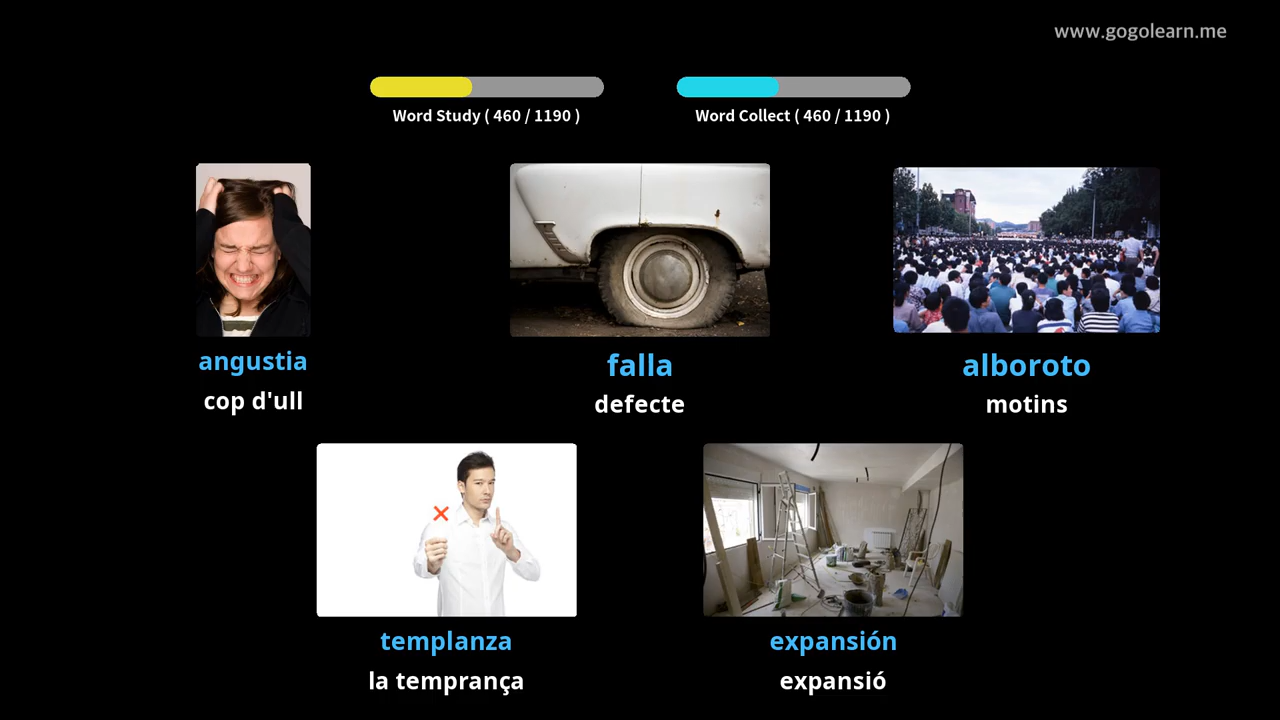 www.gogolearn.me
Word Study ( 460 / 1190 )
Word Collect ( 460 / 1190 )
angustia
cop d'ull
falla
defecte
alboroto
motins
templanza
la temprança
expansión
expansió